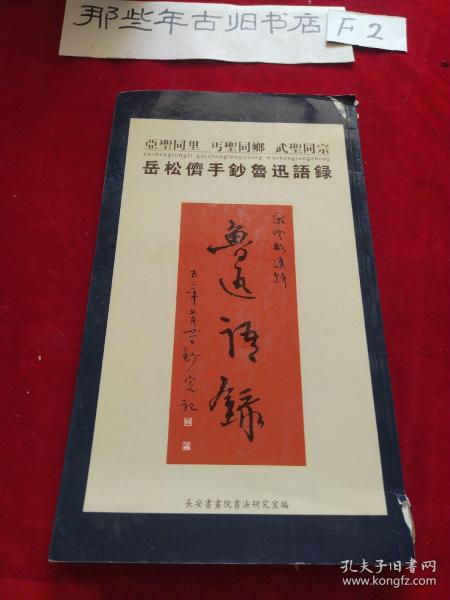 那些年古旧书店
F2
亞聖同里 丐聖同鄉 武聖同宗
岳松儕手鈔魯迅語録
魯迅語錄
長安書畫院書法研究室編
孔夫子旧书网
www.kongfz.com